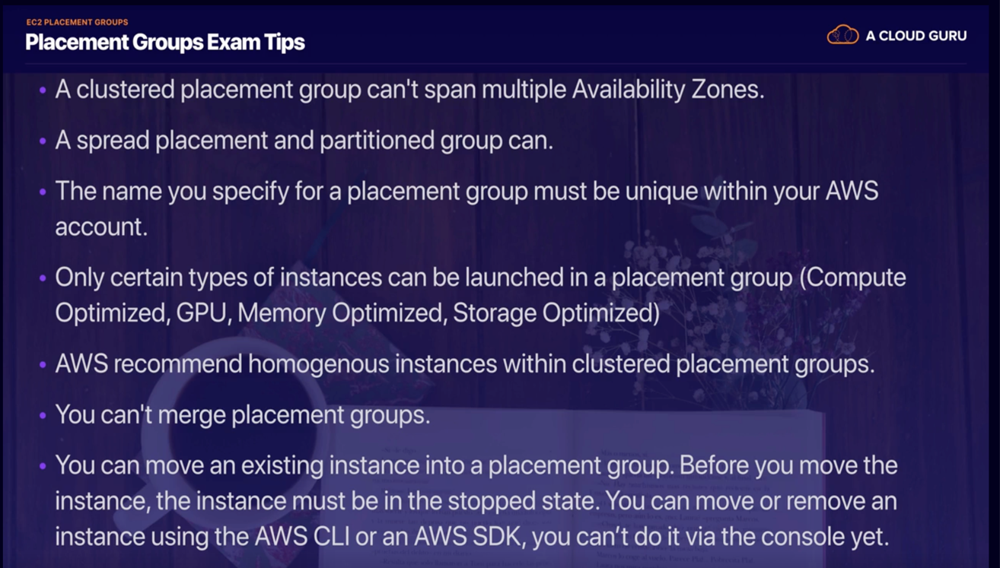 EC2 PLACEMENT GROUPS
Placement Groups Exam Tips
A CLOUD GURU
• A clustered placement group can't span multiple Availability Zones.
• A spread placement and partitioned group can.
• The name you specify for a placement group must be unique within your AWS
account.
• Only certain types of instances can be launched in a placement group (Compute
Optimized, GPU, Memory Optimized, Storage Optimized)
• AWS recommend homogenous instances within clustered placement groups.
• You can't merge placement groups.
• You can move an existing instance into a placement group. Before you move the
instance, the instance must be in the stopped state. You can move or remove an
instance using the AWS CLI or an AWS SDK, you can’t do it via the console yet.